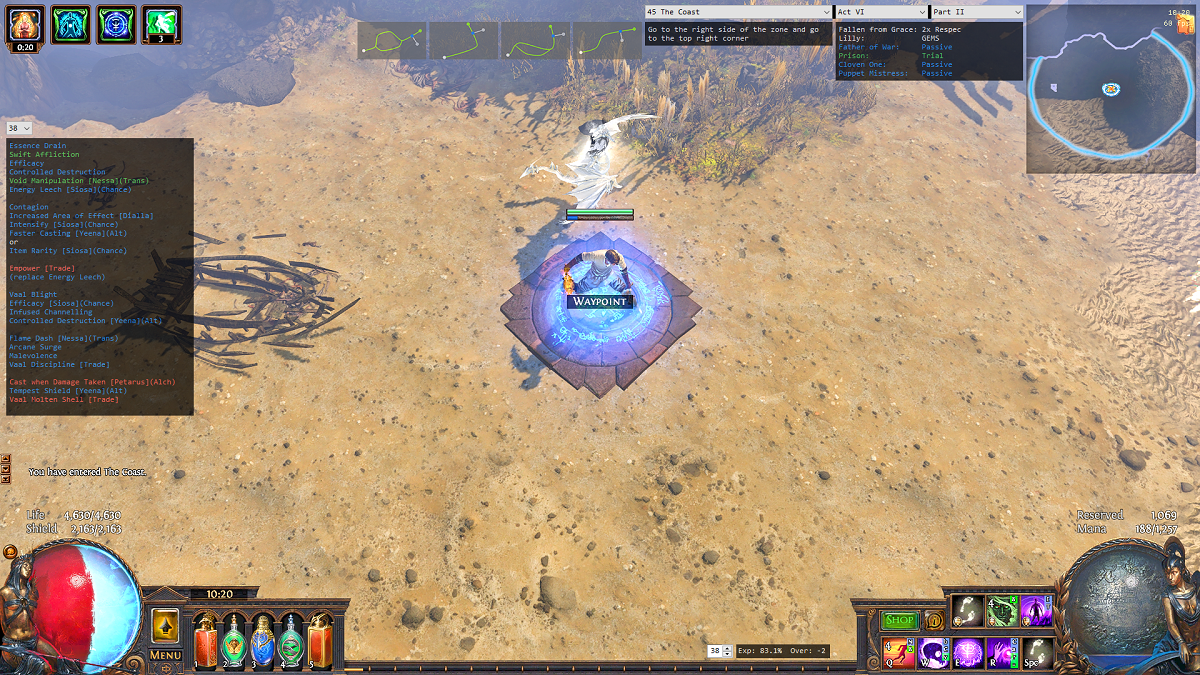 0:20
3
45 The Coast
Act VI
Part II
Go to the right side of the zone and go
to the top right corner
Fallen from Grace: 2x Respec
Lilly: GEMS
Father of War: Passive
Prison: Trial
Cloven One: Passive
Puppet Mistress: Passive
10:20
60 fps
38
Essence Drain
Swift Affliction
Efficacy
Controlled Destruction
Void Manipulation [Nessa](Trans)
Energy Leech [Siosa](Chance)
Contagion
Increased Area of Effect [Dialla]
Intensify [Siosa](Chance)
Faster Casting [Yeena](Alt)
or
Item Rarity [Siosa](Chance)
Empower [Trade]
(replace Energy Leech)
Vaal Blight
Efficacy [Siosa](Chance)
Infused Channelling
Controlled Destruction [Yeena](Alt)
Flame Dash [Nessa](Trans)
Arcane Surge
Malevolence
Vaal Discipline [Trade]
Cast when Damage Taken [Petarus](Alch)
Tempest Shield [Yeena](Alt)
Vaal Molten Shell [Trade]
Waypoint
You have entered The Coast.
Life 4,630/4,630
Shield 2,163/2,163
Reserved 1,069
Mana 188/1,257
10:20
Menu
1 2 3 4 5
Shop
38
Exp: 83.1% Over: -2
4
Q W E R Spc